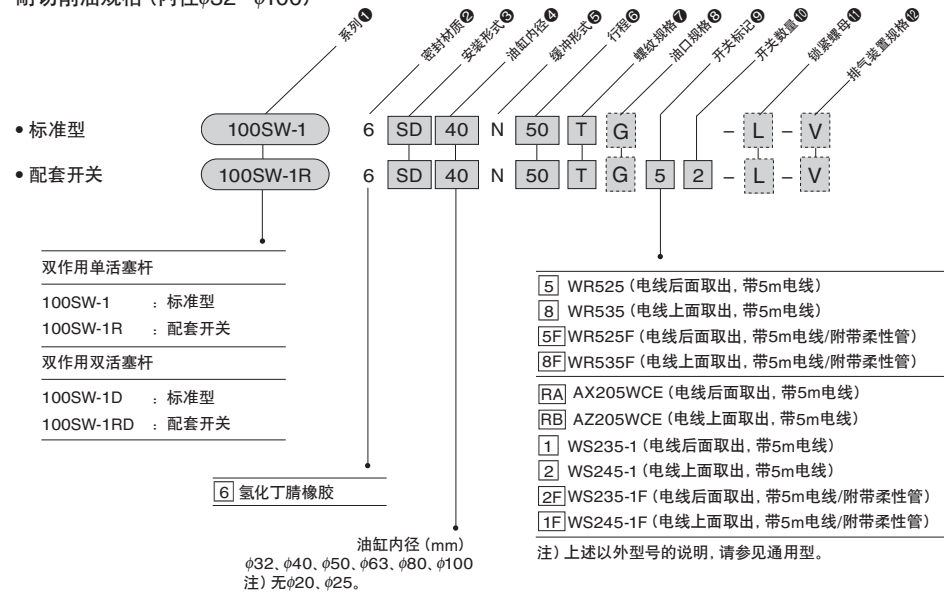 系列❶
密封材质❷
安装形式❸
油缸内径❹
缓冲形式❺
行程❻
螺纹规格❼
油口规格❽
开关标记❾
开关数量❿
锁紧螺母⓫
排气装置规格⓬
• 标准型 100SW-1 6 SD 40 N 50 T G - L - V
• 配套开关 100SW-1R 6 SD 40 N 50 T G 5 2 - L - V
双作用单活塞杆
100SW-1 : 标准型
100SW-1R : 配套开关
双作用双活塞杆
100SW-1D : 标准型
100SW-1RD : 配套开关
6 氢化丁腈橡胶
油缸内径 (mm)
φ32、φ40、φ50、φ63、φ80、φ100
注) 无φ20、φ25。
5 WR525 (电线后面取出, 带5m电线)
8 WR535 (电线上面取出, 带5m电线)
5F WR525F (电线后面取出, 带5m电线/附带柔性管)
8F WR535F (电线上面取出, 带5m电线/附带柔性管)
RA AX205WCE (电线后面取出, 带5m电线)
RB AZ205WCE (电线上面取出, 带5m电线)
1 WS235-1 (电线后面取出, 带5m电线)
2 WS245-1 (电线上面取出, 带5m电线)
2F WS235-1F (电线后面取出, 带5m电线/附带柔性管)
1F WS245-1F (电线上面取出, 带5m电线/附带柔性管)
注) 上述以外型号的说明, 请参见通用型。